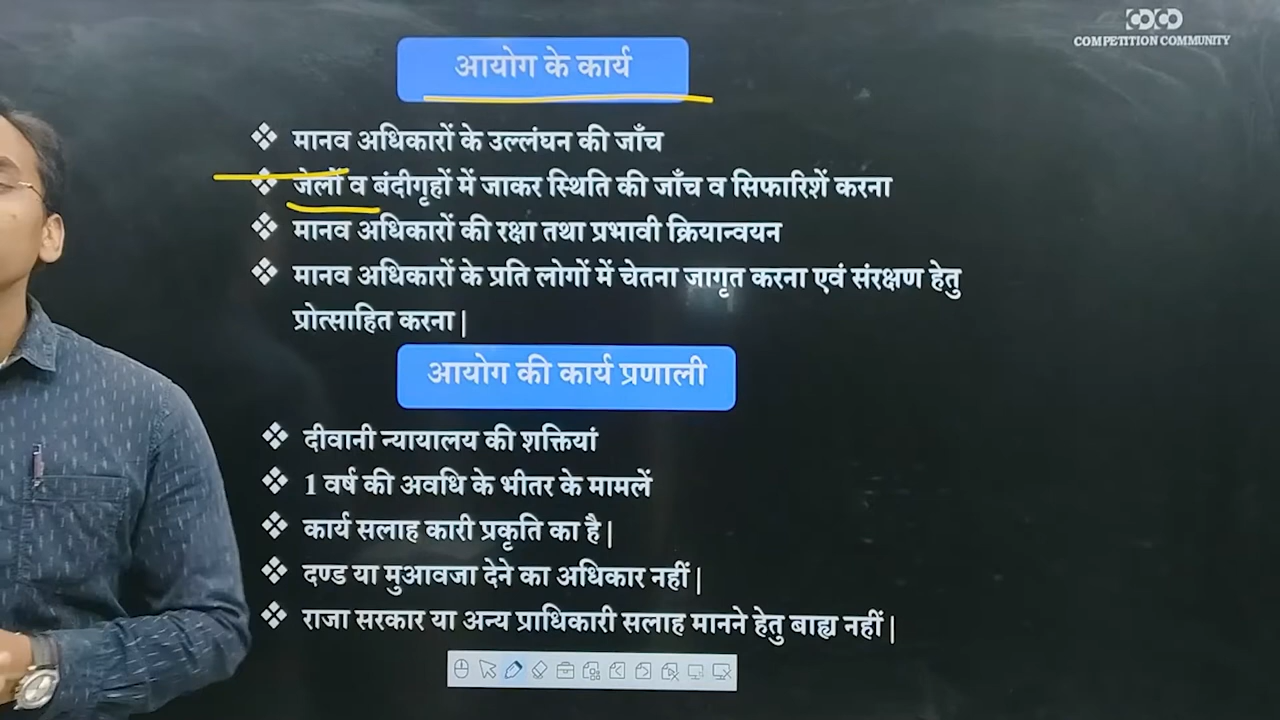 COCO
COMPETITION COMMUNITY
आयोग के कार्य
❖ मानव अधिकारों के उल्लंघन की जाँच
❖ जेलों व बंदीगृहों में जाकर स्थिति की जाँच व सिफारिशें करना
❖ मानव अधिकारों की रक्षा तथा प्रभावी क्रियान्वयन
❖ मानव अधिकारों के प्रति लोगों में चेतना जागृत करना एवं संरक्षण हेतु
प्रोत्साहित करना |
आयोग की कार्य प्रणाली
❖ दीवानी न्यायालय की शक्तियां
❖ 1 वर्ष की अवधि के भीतर के मामलें
❖ कार्य सलाह कारी प्रकृति का है |
❖ दण्ड या मुआवजा देने का अधिकार नहीं |
❖ राजा सरकार या अन्य प्राधिकारी सलाह मानने हेतु बाह्य नहीं |